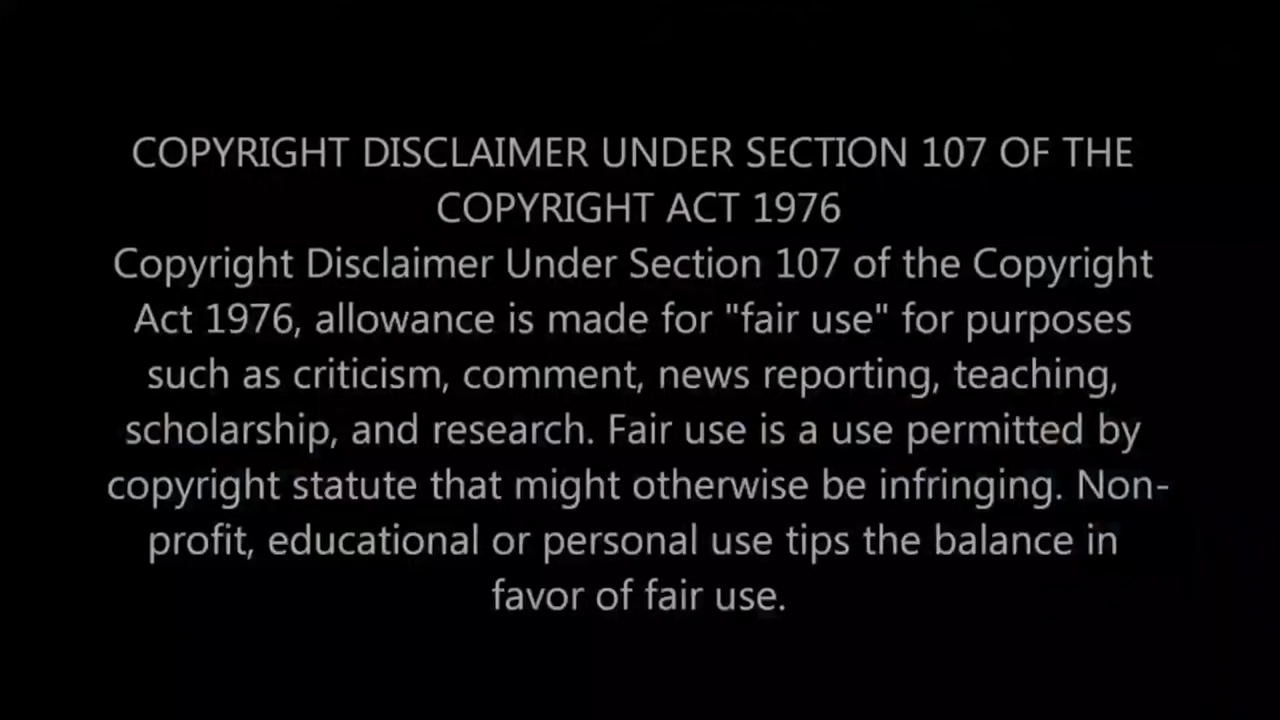 COPYRIGHT DISCLAIMER UNDER SECTION 107 OF THE
COPYRIGHT ACT 1976
Copyright Disclaimer Under Section 107 of the Copyright
Act 1976, allowance is made for "fair use" for purposes
such as criticism, comment, news reporting, teaching,
scholarship, and research. Fair use is a use permitted by
copyright statute that might otherwise be infringing. Non-
profit, educational or personal use tips the balance in
favor of fair use.